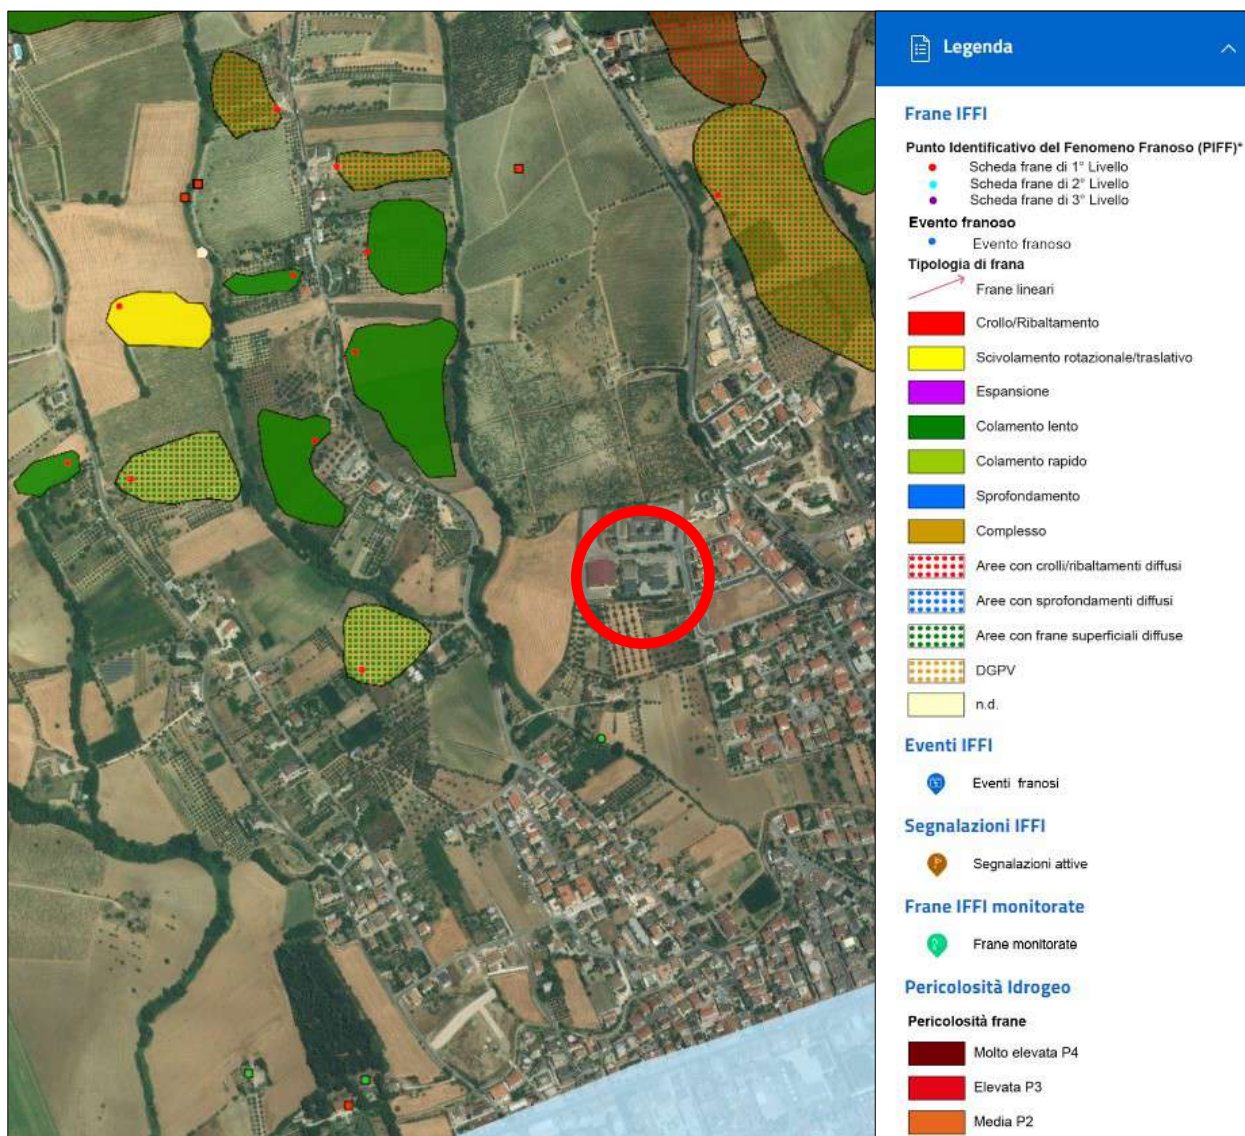 Legenda
Frane IFFI
Punto Identificativo del Fenomeno Franoso (PIFF)*
Scheda frane di 1° Livello
Scheda frane di 2° Livello
Scheda frane di 3° Livello
Evento franoso
Evento franoso
Tipologia di frana
Frane lineari
Crollo/Ribaltamento
Scivolamento rotazionale/traslativo
Espansione
Colamento lento
Colamento rapido
Sprofondamento
Complesso
Aree con crolli/ribaltamenti diffusi
Aree con sprofondamenti diffusi
Aree con frane superficiali diffuse
DGPV
n.d.
Eventi IFFI
Eventi franosi
Segnalazioni IFFI
Segnalazioni attive
Frane IFFI monitorate
Frane monitorate
Pericolosità Idrogeo
Pericolosità frane
Molto elevata P4
Elevata P3
Media P2